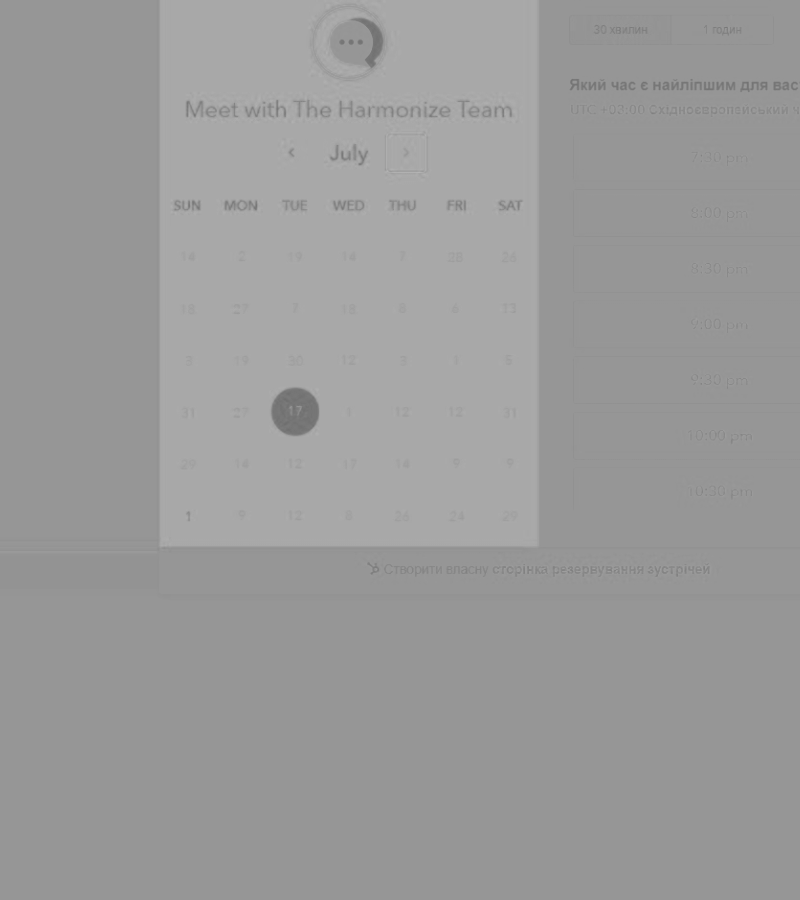 30 хвилин 1 годин
Який час є найліпшим для вас
UTC +03:00 Східноєвропейський ч
Meet with The Harmonize Team
July
SUN MON TUE WED THU FRI SAT
14 2 19 14 7 28 26
18 27 7 18 8 6 13
3 19 30 12 3 1 5
31 27 17 1 12 12 31
29 14 12 17 14 9 9
1 9 12 8 26 24 29
7:30 pm
8:00 pm
8:30 pm
9:00 pm
9:30 pm
10:00 pm
10:30 pm
Створити власну сторінка резервування зустрічей